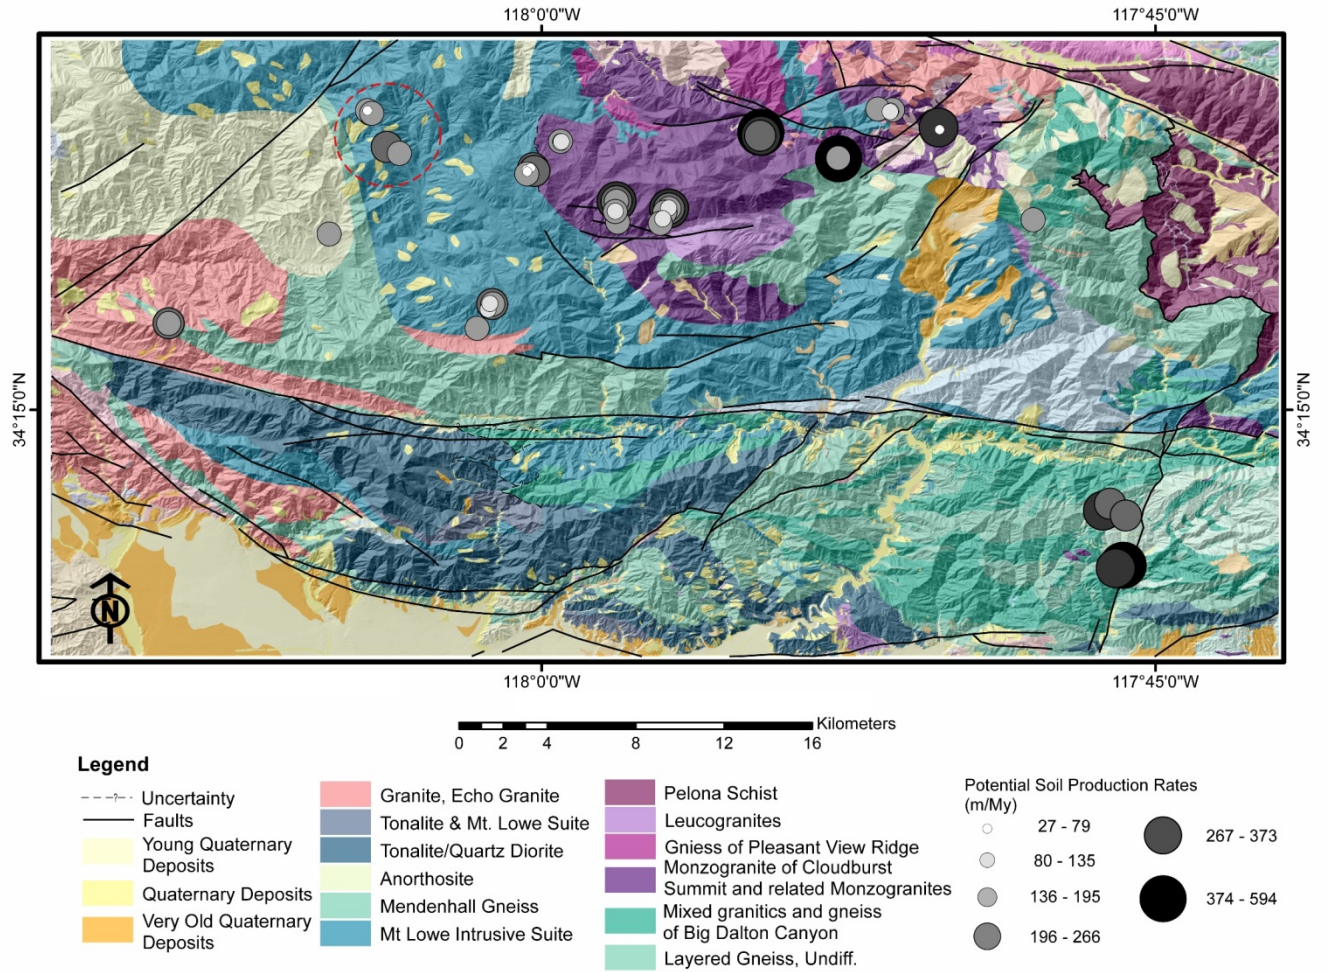 118°0'0"W
117°45'0"W
34°15'0"N
34°15'0"N
N
118°0'0"W
117°45'0"W
Kilometers
0 2 4 8 12 16
Legend
-?- Uncertainty
Faults
Young Quaternary
Deposits
Quaternary Deposits
Very Old Quaternary
Deposits
Granite, Echo Granite
Tonalite & Mt. Lowe Suite
Tonalite/Quartz Diorite
Anorthosite
Mendenhall Gneiss
Mt Lowe Intrusive Suite
Pelona Schist
Leucogranites
Gniess of Pleasant View Ridge
Monzogranite of Cloudburst
Summit and related Monzogranites
Mixed granitics and gneiss
of Big Dalton Canyon
Layered Gneiss, Undiff.
Potential Soil Production Rates
(m/My)
27 - 79
80 - 135
136 - 195
196 - 266
267 - 373
374 - 594